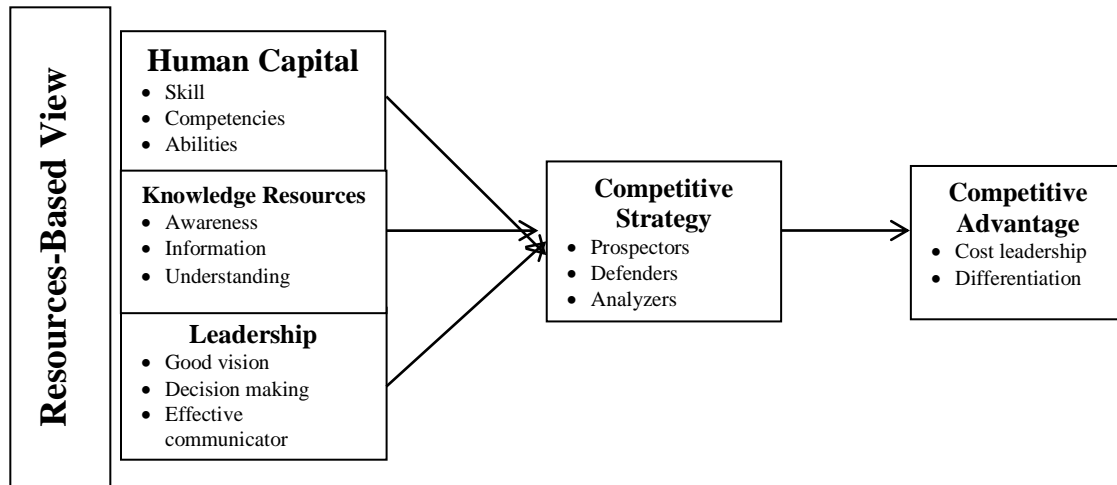 Resources-Based View
Human Capital
• Skill
• Competencies
• Abilities
Knowledge Resources
• Awareness
• Information
• Understanding
Leadership
• Good vision
• Decision making
• Effective
communicator
Competitive
Strategy
• Prospectors
• Defenders
• Analyzers
Competitive
Advantage
• Cost leadership
• Differentiation